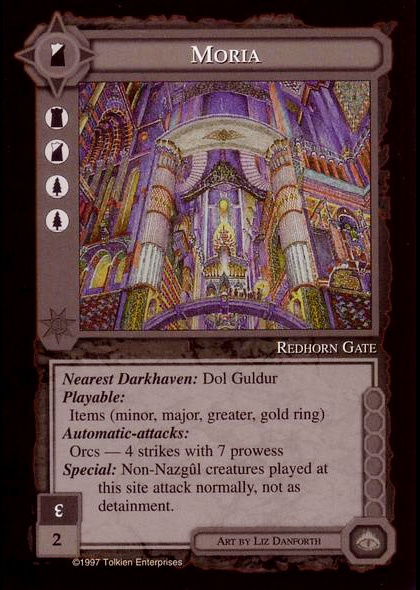 MORIA
REDHORN GATE
Nearest Darkhaven: Dol Guldur
Playable:
Items (minor, major, greater, gold ring)
Automatic-attacks:
Orcs — 4 strikes with 7 prowess
Special: Non-Nazgûl creatures played at
this site attack normally, not as
detainment.
3
2
ART BY LIZ DANFORTH
©1997 Tolkien Enterprises